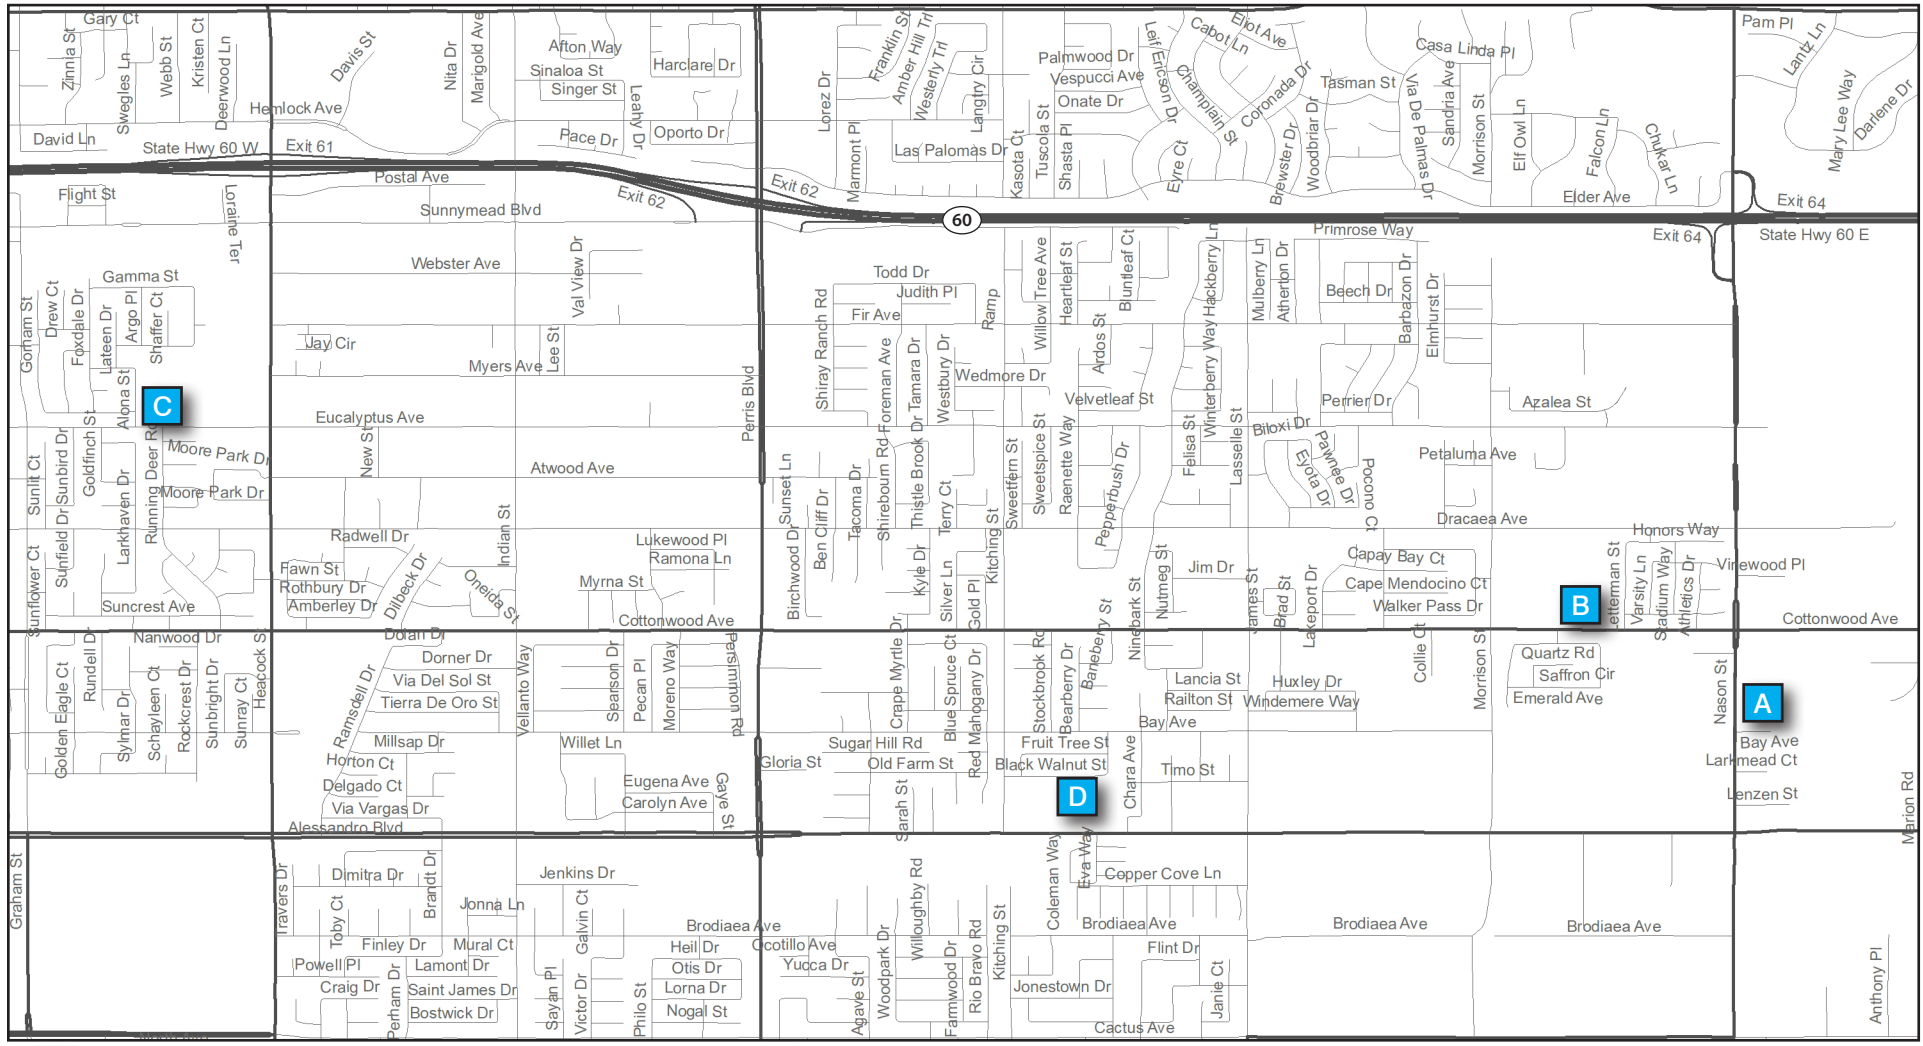 Gary Ct
Zinnia St
Swegles Ln
Webb St
Kristen Ct
Deerwood Ln
Davis St
Nita Dr
Marigold Ave
Afton Way
Sinaloa St
Singer St
Harclare Dr
Leahy Dr
Hemlock Ave
David Ln
State Hwy 60 W
Exit 61
Pace Dr
Oporto Dr
Lorez Dr
Franklin St
Amber Hill Trl
Westerly Trl
Langtry Cir
Marmont Pl
Las Palomas Dr
Palmwood Dr
Vespucci Ave
Onate Dr
Kasota Ct
Tuscola St
Shasta Pl
Leif Ericson Dr
Cabot Ln
Eliot Ave
Champlain St
Coronada Dr
Eyre Ct
Brewster Dr
Woodbriar Dr
Tasman St
Casa Linda Pl
Via De Palmas Dr
Sandria Ave
Morrison St
Elf Owl Ln
Falcon Ln
Chukar Ln
Elder Ave
Pam Pl
Lantz Ln
Mary Lee Way
Darlene Dr
Flight St
Lorraine Ter
Postal Ave
Sunnymead Blvd
Exit 62
Exit 62
60
Primrose Way
Exit 64
Exit 64
State Hwy 60 E
Webster Ave
Val View Dr
Gamma St
Gorham St
Drew Ct
Foxdale Dr
Lateen Dr
Argo Pl
Shaffer Ct
Jay Cir
Lee St
Myers Ave
Todd Dr
Judith Pl
Fir Ave
Ramp
Shiray Ranch Rd
Foreman Ave
Tamara Dr
Westbury Dr
Wedmore Dr
Willow Tree Ave
Heartleaf St
Buntleaf Ct
Ardos St
Velvetleaf St
Hackberry Ln
Winterberry Way
Mulberry Ln
Atherton Dr
Beech Dr
Barbazon Dr
Elmhurst Dr
Perrier Dr
Azalea St
C
Alona St
Goldfinch St
Eucalyptus Ave
Perris Blvd
Moore Park Dr
Moore Park Dr
Running Deer Rd
Sunlit Ct
Sunbird Dr
Larkhaven Dr
New St
Atwood Ave
Sunset Ln
Ben Cliff Dr
Tacoma Dr
Shirebourn Rd
Thistle Brook Dr
Terry Ct
Sweetfern St
Sweetspice St
Raenette Way
Pepperbush Dr
Felisa St
Lasselle St
Biloxi Dr
Pawnee Dr
Eyota Dr
Pocono Ct
Petaluma Ave
Dracaea Ave
Honors Way
Sunfield Dr
Sunflower Ct
Suncrest Ave
Radwell Dr
Fawn St
Rothbury Dr
Amberley Dr
Dilbeck Dr
Indian St
Oneida St
Lukewood Pl
Ramona Ln
Myrna St
Cottonwood Ave
Birchwood Dr
Kyle Dr
Silver Ln
Gold Pl
Kitching St
Ninebark St
Nutmeg St
Jim Dr
James St
Brad St
Lakeport Dr
Capay Bay Ct
Cape Mendocino Ct
Walker Pass Dr
B
Letterman St
Varsity Ln
Stadium Way
Athletics Dr
Vinewood Pl
Cottonwood Ave
Nanwood Dr
Dolan Dr
Golden Eagle Ct
Rundell Dr
Sylmar Dr
Schayleen Ct
Rockcrest Dr
Sunbright Dr
Sunray Ct
Heacock St
Ramsdell Dr
Dorner Dr
Via Del Sol St
Tierra De Oro St
Vellanto Way
Searson Dr
Pecan Pl
Moreno Way
Persimmon Rd
Crape Myrtle Dr
Blue Spruce Ct
Red Mahogany Dr
Stockbrook Rd
Bearberry Dr
Baneberry St
Lancia St
Railton St
Bay Ave
Huxley Dr
Windemere Way
Collie Ct
Morrison St
Quartz Rd
Saffron Cir
Emerald Ave
Nason St
A
Bay Ave
Larkmead Ct
Lenzen St
Marion Rd
Millsap Dr
Horton Ct
Delgado Ct
Via Vargas Dr
Alessandro Blvd
Willet Ln
Eugena Ave
Carolyn Ave
Gaye St
Gloria St
Sugar Hill Rd
Old Farm St
Sarah St
Fruit Tree St
Black Walnut St
D
Chara Ave
Timo St
Graham St
Travers Dr
Dimitra Dr
Toby Ct
Brandt Dr
Jenkins Dr
Jonna Ln
Galvin Ct
Brodiaea Ave
Finley Dr
Mural Ct
Powell Pl
Lamont Dr
Craig Dr
Perham Dr
Saint James Dr
Bostwick Dr
Sayan Pl
Victor Dr
Philo St
Heil Dr
Otis Dr
Lorna Dr
Nogal St
Ocotillo Ave
Yucca Dr
Agave St
Woodpark Dr
Willoughby Rd
Farmwood Dr
Rio Bravo Rd
Kitching St
Coleman Way
Eva Way
Copper Cove Ln
Brodiaea Ave
Flint Dr
Jonestown Dr
Janie Ct
Cactus Ave
Brodiaea Ave
Brodiaea Ave
Anthony Pl